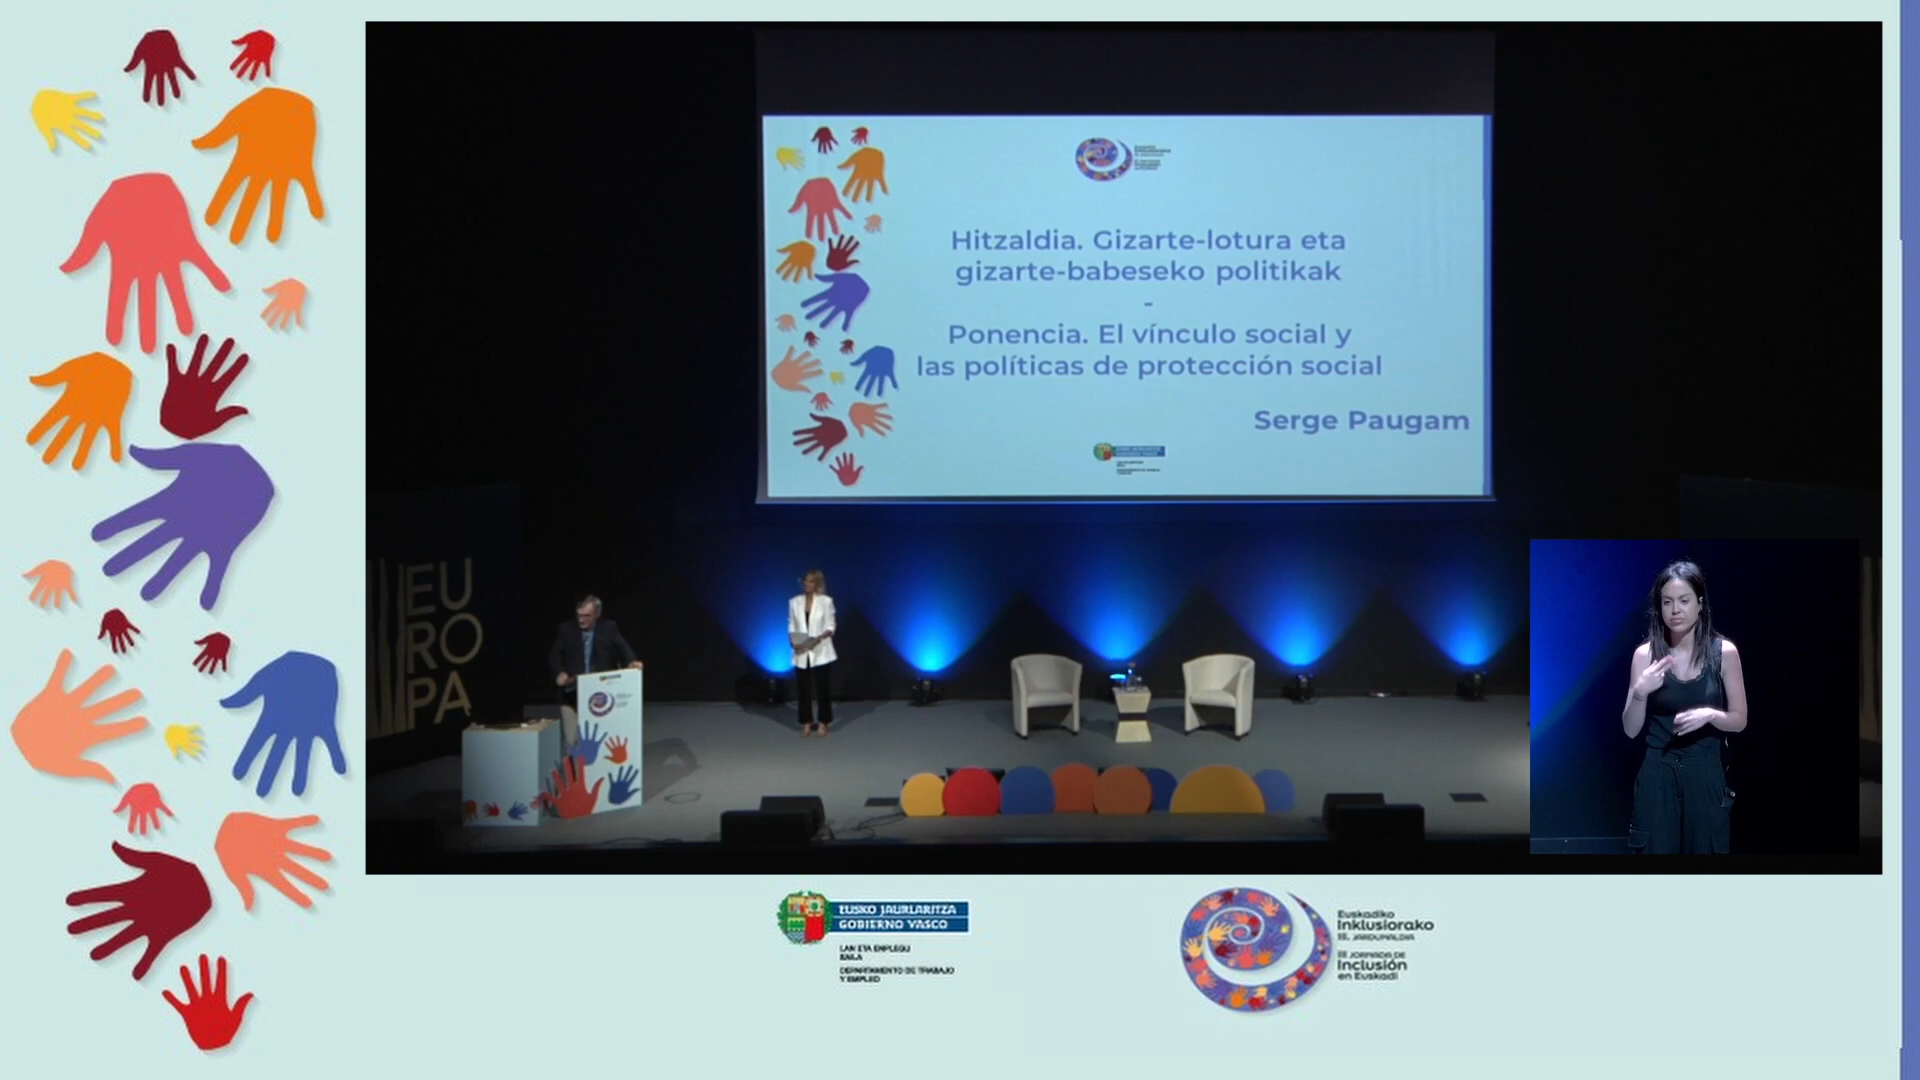 Hitzaldia. Gizarte-lotura eta
gizarte-babeseko politikak
-
Ponencia. El vínculo social y
las políticas de protección social
Serge Paugam
EU
RO
PA
EUSKO JAURLARITZA
GOBIERNO VASCO
LAN ETA ENPLEGU
SAILA
DEPARTAMENTO DE TRABAJO
Y EMPLEO
Euskadiko
Inklusiorako
III. JARDUNALDIA
III JORNADA DE
Inclusión
en Euskadi